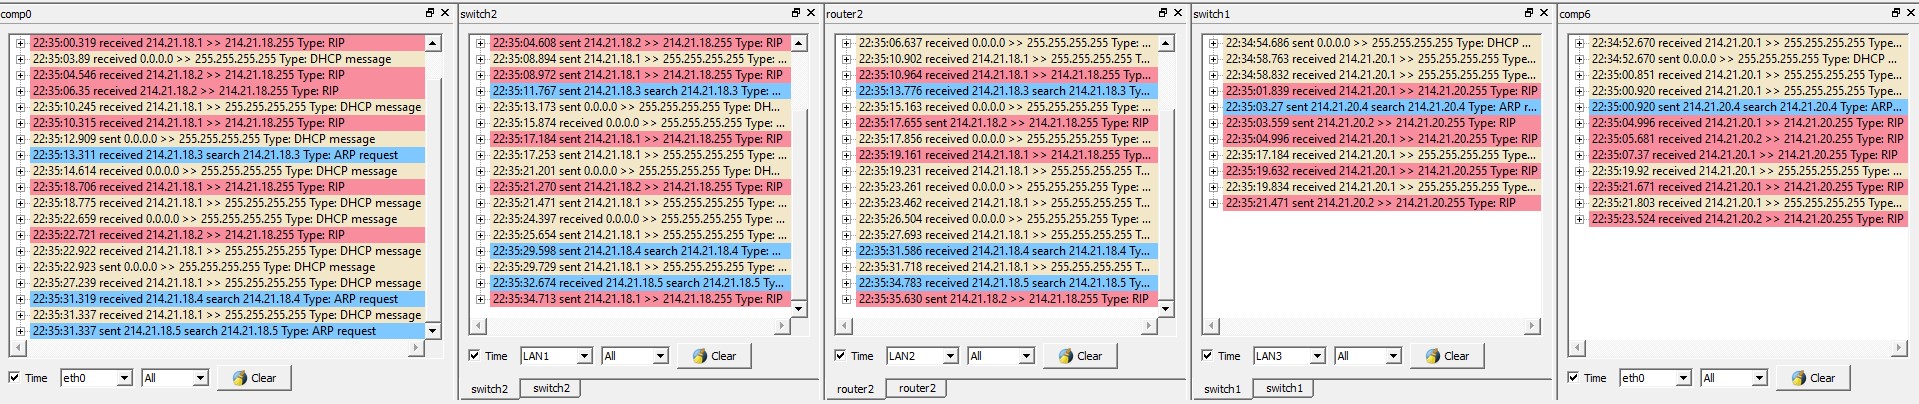 comp0
22:35:00.319 received 214.21.18.1 >> 214.21.18.255 Type: RIP
22:35:03.89 received 0.0.0.0 >> 255.255.255.255 Type: DHCP message
22:35:04.546 received 214.21.18.2 >> 214.21.18.255 Type: RIP
22:35:06.35 received 214.21.18.2 >> 214.21.18.255 Type: RIP
22:35:10.245 received 214.21.18.1 >> 255.255.255.255 Type: DHCP message
22:35:10.315 received 214.21.18.1 >> 214.21.18.255 Type: RIP
22:35:12.909 sent 0.0.0.0 >> 255.255.255.255 Type: DHCP message
22:35:13.311 received 214.21.18.3 search 214.21.18.3 Type: ARP request
22:35:14.614 received 0.0.0.0 >> 255.255.255.255 Type: DHCP message
22:35:18.706 received 214.21.18.1 >> 214.21.18.255 Type: RIP
22:35:18.775 received 214.21.18.1 >> 255.255.255.255 Type: DHCP message
22:35:22.659 received 0.0.0.0 >> 255.255.255.255 Type: DHCP message
22:35:22.721 received 214.21.18.2 >> 214.21.18.255 Type: RIP
22:35:22.922 received 214.21.18.1 >> 255.255.255.255 Type: DHCP message
22:35:22.923 sent 0.0.0.0 >> 255.255.255.255 Type: DHCP message
22:35:27.239 received 214.21.18.1 >> 255.255.255.255 Type: DHCP message
22:35:31.319 received 214.21.18.4 search 214.21.18.4 Type: ARP request
22:35:31.337 received 214.21.18.1 >> 255.255.255.255 Type: DHCP message
22:35:31.337 sent 214.21.18.5 search 214.21.18.5 Type: ARP request
Time eth0 All Clear
switch2
22:35:04.608 sent 214.21.18.2 >> 214.21.18.255 Type: RIP
22:35:08.894 sent 214.21.18.1 >> 255.255.255.255 Type: ...
22:35:08.972 sent 214.21.18.1 >> 214.21.18.255 Type: RIP
22:35:11.767 sent 214.21.18.3 search 214.21.18.3 Type: ...
22:35:13.173 sent 0.0.0.0 >> 255.255.255.255 Type: DH...
22:35:15.874 received 0.0.0.0 >> 255.255.255.255 Type: ...
22:35:17.184 sent 214.21.18.1 >> 214.21.18.255 Type: RIP
22:35:17.253 sent 214.21.18.1 >> 255.255.255.255 Type: ...
22:35:21.201 sent 0.0.0.0 >> 255.255.255.255 Type: DH...
22:35:21.270 sent 214.21.18.2 >> 214.21.18.255 Type: RIP
22:35:21.471 sent 214.21.18.1 >> 255.255.255.255 Type: ...
22:35:24.397 received 0.0.0.0 >> 255.255.255.255 Type: ...
22:35:25.654 sent 214.21.18.1 >> 255.255.255.255 Type: ...
22:35:29.598 sent 214.21.18.4 search 214.21.18.4 Type: ...
22:35:29.729 sent 214.21.18.1 >> 255.255.255.255 Type: ...
22:35:32.674 received 214.21.18.5 search 214.21.18.5 Ty...
22:35:34.713 sent 214.21.18.1 >> 214.21.18.255 Type: RIP
Time LAN1 All Clear
switch2 switch2
router2
22:35:06.637 received 0.0.0.0 >> 255.255.255.255 Type: ...
22:35:10.902 received 214.21.18.1 >> 255.255.255.255 T...
22:35:10.964 received 214.21.18.1 >> 214.21.18.255 Typ...
22:35:13.776 received 214.21.18.3 search 214.21.18.3 Ty...
22:35:15.163 received 0.0.0.0 >> 255.255.255.255 Type: ...
22:35:17.655 sent 214.21.18.2 >> 214.21.18.255 Type: RIP
22:35:17.856 received 0.0.0.0 >> 255.255.255.255 Type: ...
22:35:19.161 received 214.21.18.1 >> 214.21.18.255 Typ...
22:35:19.231 received 214.21.18.1 >> 255.255.255.255 T...
22:35:23.261 received 0.0.0.0 >> 255.255.255.255 Type: ...
22:35:23.462 received 214.21.18.1 >> 255.255.255.255 T...
22:35:26.504 received 0.0.0.0 >> 255.255.255.255 Type: ...
22:35:27.693 received 214.21.18.1 >> 255.255.255.255 T...
22:35:31.586 received 214.21.18.4 search 214.21.18.4 Ty...
22:35:31.718 received 214.21.18.1 >> 255.255.255.255 T...
22:35:34.783 received 214.21.18.5 search 214.21.18.5 Ty...
22:35:35.630 sent 214.21.18.2 >> 214.21.18.255 Type: RIP
Time LAN2 All Clear
router2 router2
switch1
22:34:54.686 sent 0.0.0.0 >> 255.255.255.255 Type: DHCP ...
22:34:58.763 received 214.21.20.1 >> 255.255.255.255 Type...
22:34:58.832 received 214.21.20.1 >> 255.255.255.255 Type...
22:35:01.839 received 214.21.20.1 >> 214.21.20.255 Type: RIP
22:35:03.27 sent 214.21.20.4 search 214.21.20.4 Type: ARP r...
22:35:03.559 sent 214.21.20.2 >> 214.21.20.255 Type: RIP
22:35:04.996 received 214.21.20.1 >> 214.21.20.255 Type: RIP
22:35:17.184 received 214.21.20.1 >> 255.255.255.255 Type...
22:35:19.632 received 214.21.20.1 >> 214.21.20.255 Type: RIP
22:35:19.834 received 214.21.20.1 >> 255.255.255.255 Type...
22:35:21.471 sent 214.21.20.2 >> 214.21.20.255 Type: RIP
Time LAN3 All Clear
switch1 switch1
comp6
22:34:52.670 received 214.21.20.1 >> 255.255.255.255 Type...
22:34:52.670 sent 0.0.0.0 >> 255.255.255.255 Type: DHCP ...
22:35:00.851 received 214.21.20.1 >> 255.255.255.255 Type...
22:35:00.920 received 214.21.20.1 >> 255.255.255.255 Type...
22:35:00.920 sent 214.21.20.4 search 214.21.20.4 Type: ARP...
22:35:04.996 received 214.21.20.1 >> 214.21.20.255 Type: RIP
22:35:05.681 received 214.21.20.2 >> 214.21.20.255 Type: RIP
22:35:07.37 received 214.21.20.1 >> 214.21.20.255 Type: RIP
22:35:19.92 received 214.21.20.1 >> 255.255.255.255 Type: ...
22:35:21.671 received 214.21.20.1 >> 214.21.20.255 Type: RIP
22:35:21.803 received 214.21.20.1 >> 255.255.255.255 Type...
22:35:23.524 received 214.21.20.2 >> 214.21.20.255 Type: RIP
Time eth0 All Clear